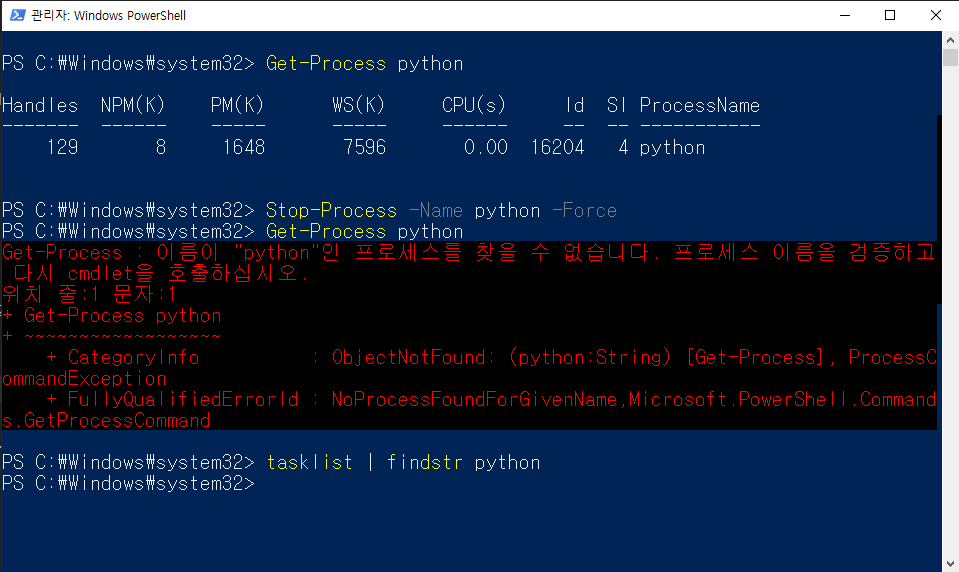 관리자: Windows PowerShell
PS C:₩Windows₩system32> Get-Process python
Handles  NPM(K)    PM(K)      WS(K)     CPU(s)     Id  SI ProcessName
-------  ------    -----      -----     ------     --  -- -----------
    129       8     1648       7596       0.00  16204   4 python
PS C:₩Windows₩system32> Stop-Process -Name python -Force
PS C:₩Windows₩system32> Get-Process python
Get-Process : 이름이 "python"인 프로세스를 찾을 수 없습니다. 프로세스 이름을 검증하고
 다시 cmdlet을 호출하십시오.
위치 줄:1 문자:1
+ Get-Process python
+ ~~~~~~~~~~~~~~~~~~
    + CategoryInfo          : ObjectNotFound: (python:String) [Get-Process], ProcessC
ommandException
    + FullyQualifiedErrorId : NoProcessFoundForGivenName,Microsoft.PowerShell.Command
s.GetProcessCommand
PS C:₩Windows₩system32> tasklist | findstr python
PS C:₩Windows₩system32>